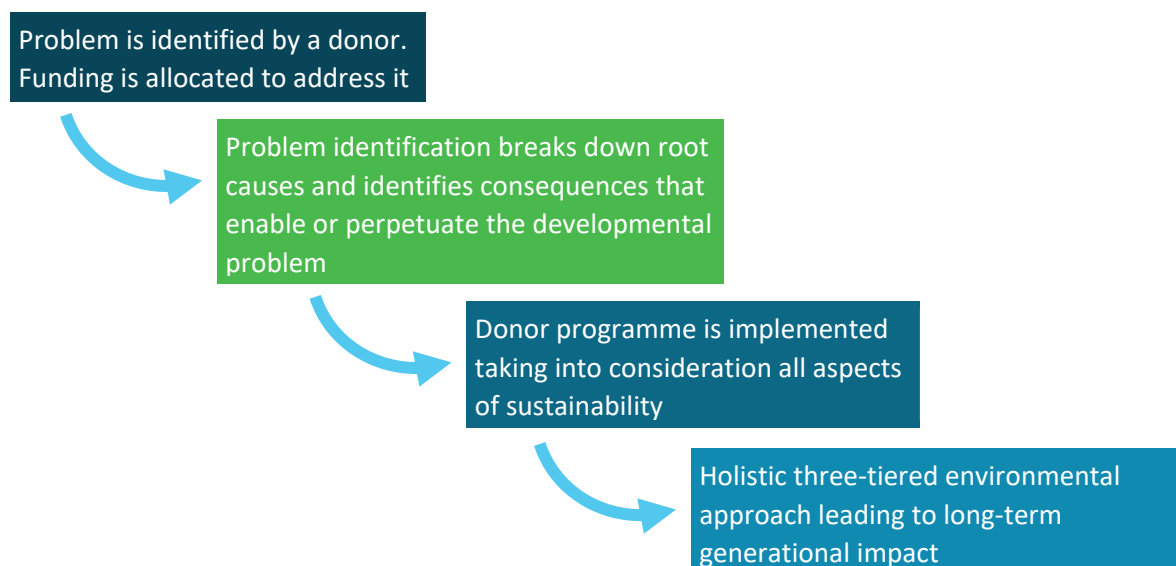 Problem is identified by a donor.
Funding is allocated to address it
Problem identification breaks down root
causes and identifies consequences that
enable or perpetuate the developmental
problem
Donor programme is implemented
taking into consideration all aspects
of sustainability
Holistic three-tiered environmental
approach leading to long-term
generational impact